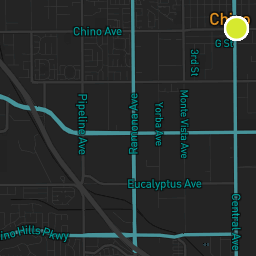 Chino
Chino Ave
G St
3rd St
Pipeline Ave
Ramona Ave
Yorba Ave
Monte Vista Ave
Eucalyptus Ave
Central Ave
ino Hills Pkwy